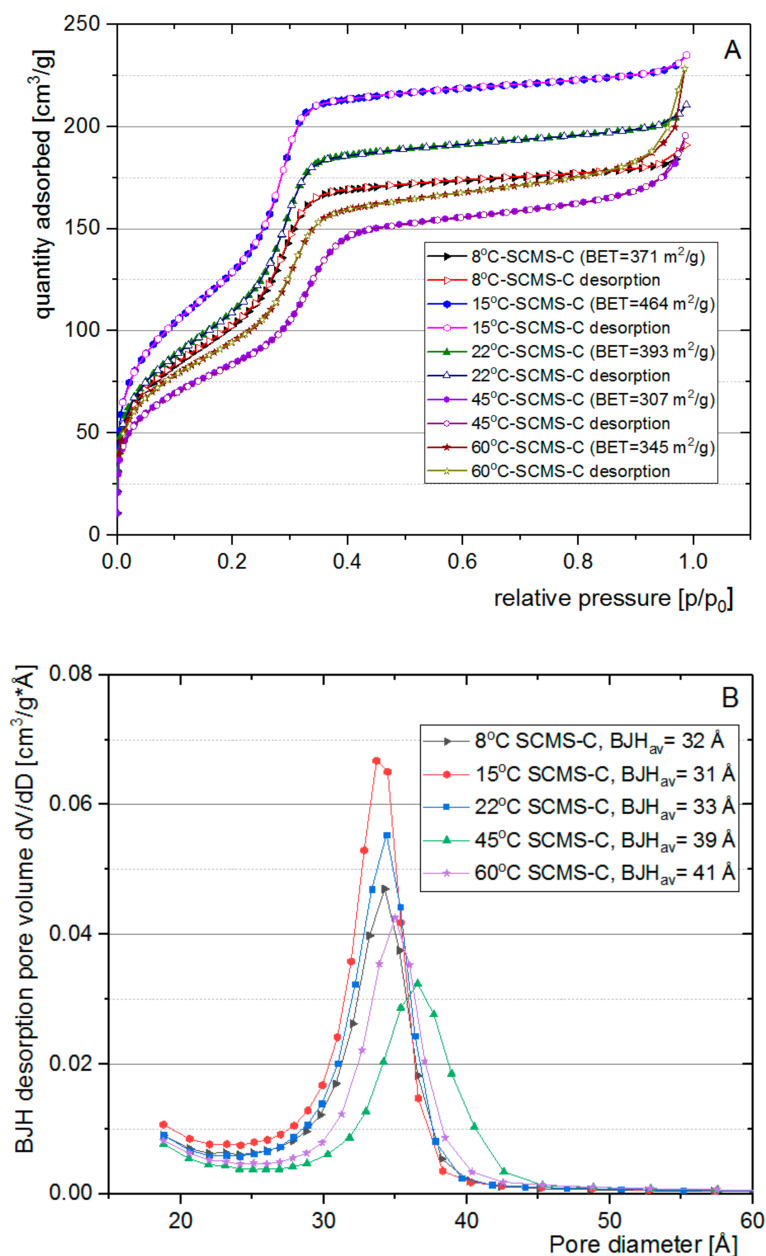 A
250
200
150
100
50
0
quantity adsorbed [cm³/g]
8°C-SCMS-C (BET=371 m²/g)
8°C-SCMS-C desorption
15°C-SCMS-C (BET=464 m²/g)
15°C-SCMS-C desorption
22°C-SCMS-C (BET=393 m²/g)
22°C-SCMS-C desorption
45°C-SCMS-C (BET=307 m²/g)
45°C-SCMS-C desorption
60°C-SCMS-C (BET=345 m²/g)
60°C-SCMS-C desorption
0.0 0.2 0.4 0.6 0.8 1.0
relative pressure [p/p₀]
B
0.08
0.06
0.04
0.02
0.00
BJH desorption pore volume dV/dD [cm³/g*Å]
8°C SCMS-C, BJHav= 32 Å
15°C SCMS-C, BJHav= 31 Å
22°C SCMS-C, BJHav= 33 Å
45°C SCMS-C, BJHav= 39 Å
60°C SCMS-C, BJHav= 41 Å
20 30 40 50 60
Pore diameter [Å]